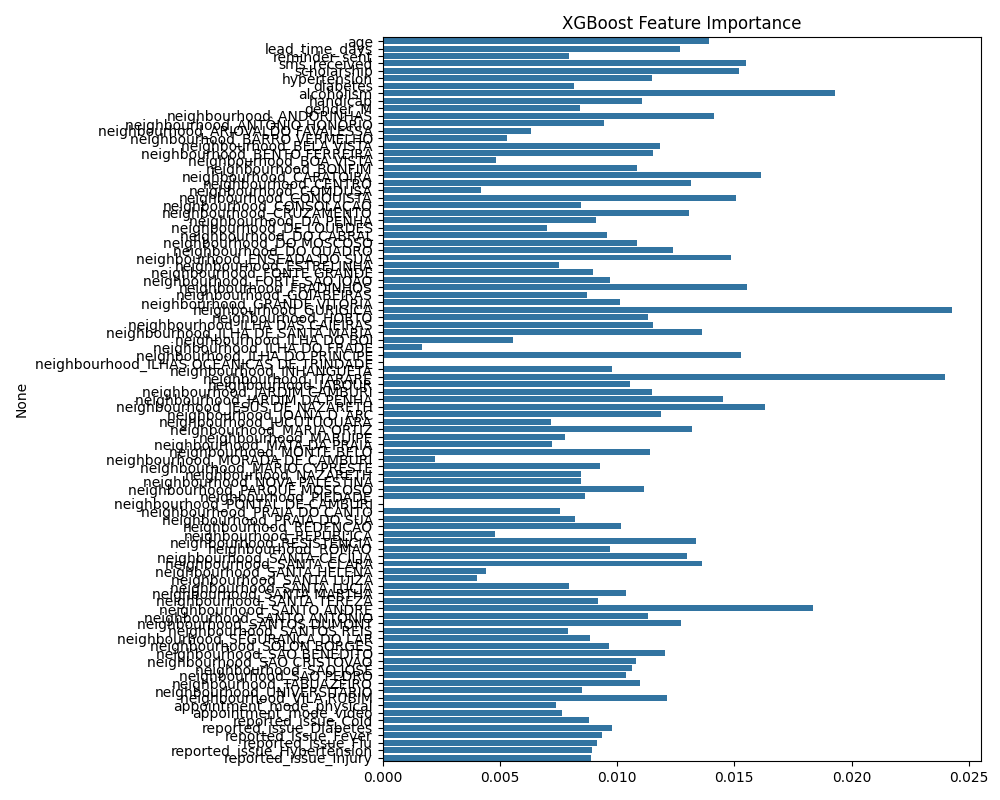 XGBoost Feature Importance
age
lead_time_days
reminder_sent
sms_received
scholarship
hypertension
diabetes
alcoholism
handicap
gender_M
neighbourhood_ANDORINHAS
neighbourhood_ANTÔNIO HONÓRIO
neighbourhood_ARIOVALDO FAVALESSA
neighbourhood_BARRO VERMELHO
neighbourhood_BELA VISTA
neighbourhood_BENTO FERREIRA
neighbourhood_BOA VISTA
neighbourhood_BONFIM
neighbourhood_CARATOÍRA
neighbourhood_CENTRO
neighbourhood_COMDUSA
neighbourhood_CONQUISTA
neighbourhood_CONSOLAÇÃO
neighbourhood_CRUZAMENTO
neighbourhood_DA PENHA
neighbourhood_DE LOURDES
neighbourhood_DO CABRAL
neighbourhood_DO MOSCOSO
neighbourhood_DO QUADRO
neighbourhood_ENSEADA DO SUÁ
neighbourhood_ESTRELINHA
neighbourhood_FONTE GRANDE
neighbourhood_FORTE SÃO JOÃO
neighbourhood_FRADINHOS
neighbourhood_GOIABEIRAS
neighbourhood_GRANDE VITÓRIA
neighbourhood_GURIGICA
neighbourhood_HORTO
neighbourhood_ILHA DAS CAIEIRAS
neighbourhood_ILHA DE SANTA MARIA
neighbourhood_ILHA DO BOI
neighbourhood_ILHA DO FRADE
neighbourhood_ILHA DO PRÍNCIPE
neighbourhood_ILHAS OCEÂNICAS DE TRINDADE
neighbourhood_INHANGUETÁ
neighbourhood_ITARARÉ
neighbourhood_JABOUR
neighbourhood_JARDIM CAMBURI
neighbourhood_JARDIM DA PENHA
neighbourhood_JESUS DE NAZARETH
neighbourhood_JOANA D´ARC
neighbourhood_JUCUTUQUARA
neighbourhood_MARIA ORTIZ
neighbourhood_MARUÍPE
neighbourhood_MATA DA PRAIA
neighbourhood_MONTE BELO
neighbourhood_MORADA DE CAMBURI
neighbourhood_MÁRIO CYPRESTE
neighbourhood_NAZARETH
neighbourhood_NOVA PALESTINA
neighbourhood_PARQUE MOSCOSO
neighbourhood_PIEDADE
neighbourhood_PONTAL DE CAMBURI
neighbourhood_PRAIA DO CANTO
neighbourhood_PRAIA DO SUÁ
neighbourhood_REDENÇÃO
neighbourhood_REPÚBLICA
neighbourhood_RESISTÊNCIA
neighbourhood_ROMÃO
neighbourhood_SANTA CECÍLIA
neighbourhood_SANTA CLARA
neighbourhood_SANTA HELENA
neighbourhood_SANTA LUÍZA
neighbourhood_SANTA LÚCIA
neighbourhood_SANTA MARTHA
neighbourhood_SANTA TEREZA
neighbourhood_SANTO ANDRÉ
neighbourhood_SANTO ANTÔNIO
neighbourhood_SANTOS DUMONT
neighbourhood_SANTOS REIS
neighbourhood_SEGURANÇA DO LAR
neighbourhood_SOLON BORGES
neighbourhood_SÃO BENEDITO
neighbourhood_SÃO CRISTÓVÃO
neighbourhood_SÃO JOSÉ
neighbourhood_SÃO PEDRO
neighbourhood_TABUAZEIRO
neighbourhood_UNIVERSITÁRIO
neighbourhood_VILA RUBIM
appointment_mode_physical
appointment_mode_video
reported_issue_Cold
reported_issue_Diabetes
reported_issue_Fever
reported_issue_Flu
reported_issue_Hypertension
reported_issue_Injury
None
0.000 0.005 0.010 0.015 0.020 0.025